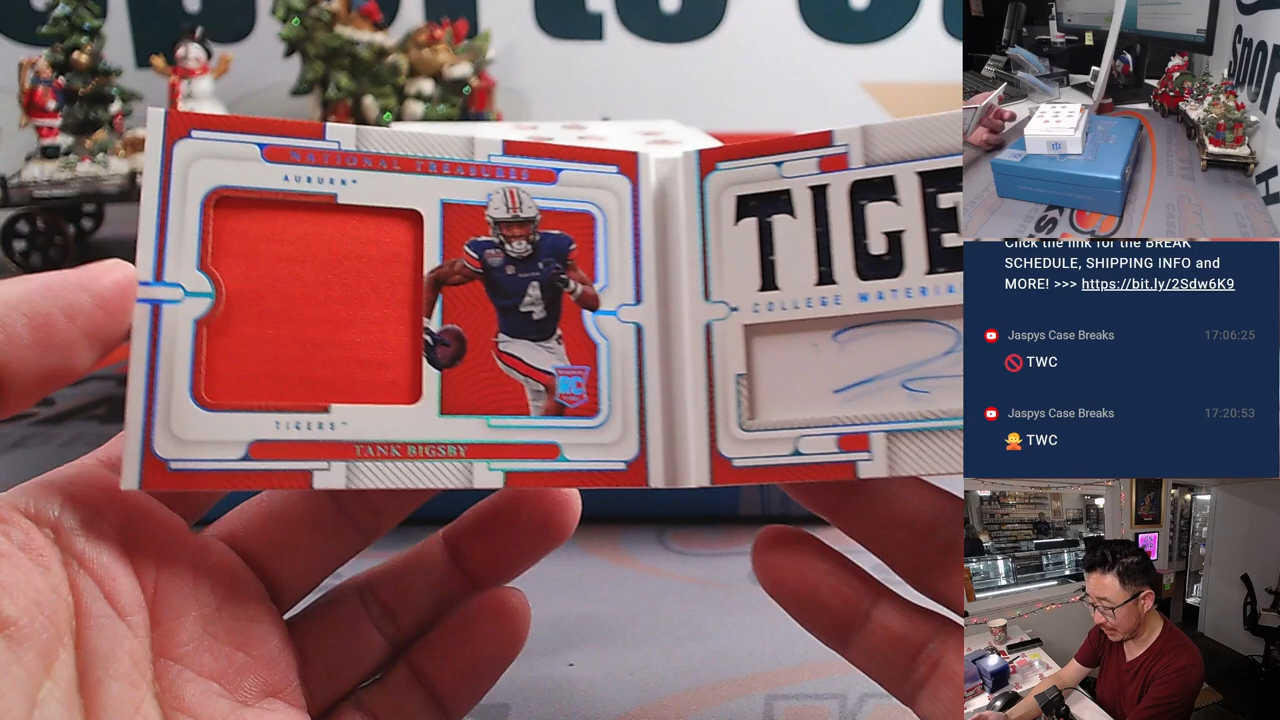 NATIONAL TREASURES
AUBURN
4
RC
TIGERS
TANK BIGSBY
TIGE
COLLEGE MATERIA
Click the link for the BREAK
SCHEDULE, SHIPPING INFO and
MORE! >>> https://bit.ly/2Sdw6K9
Jaspys Case Breaks 17:06:25
🚫 TWC
Jaspys Case Breaks 17:20:53
🙅 TWC